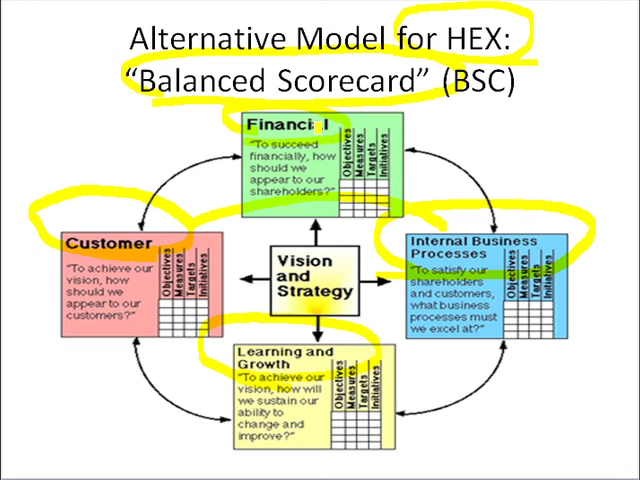 Alternative Model for HEX:
“Balanced Scorecard” (BSC)
Financial
“To succeed
financially, how
should we
appear to our
shareholders?”
Objectives
Measures
Targets
Initiatives
Customer
“To achieve our
vision, how
should we
appear to our
customers?”
Objectives
Measures
Targets
Initiatives
Vision
and
Strategy
Internal Business
Processes
“To satisfy our
shareholders
and customers,
what business
processes must
we excel at?”
Objectives
Measures
Targets
Initiatives
Learning and
Growth
“To achieve our
vision, how will
we sustain our
ability to
change and
improve?”
Objectives
Measures
Targets
Initiatives